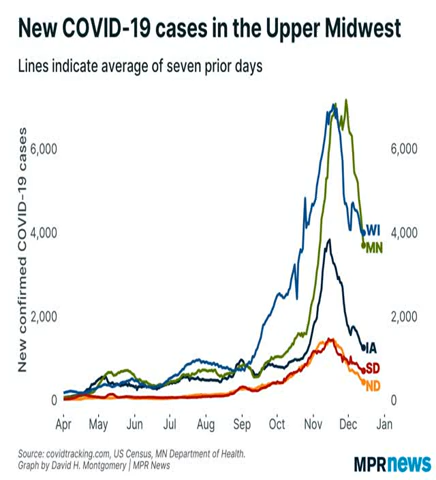 New COVID-19 cases in the Upper Midwest
Lines indicate average of seven prior days
New confirmed COVID-19 cases
6,000
6,000
4,000
4,000
2,000
2,000
0
0
WI
MN
IA
SD
ND
Apr May Jun Jul Aug Sep Oct Nov Dec Jan
Source: covidtracking.com, US Census, MN Department of Health.
Graph by David H. Montgomery | MPR News
MPRnews